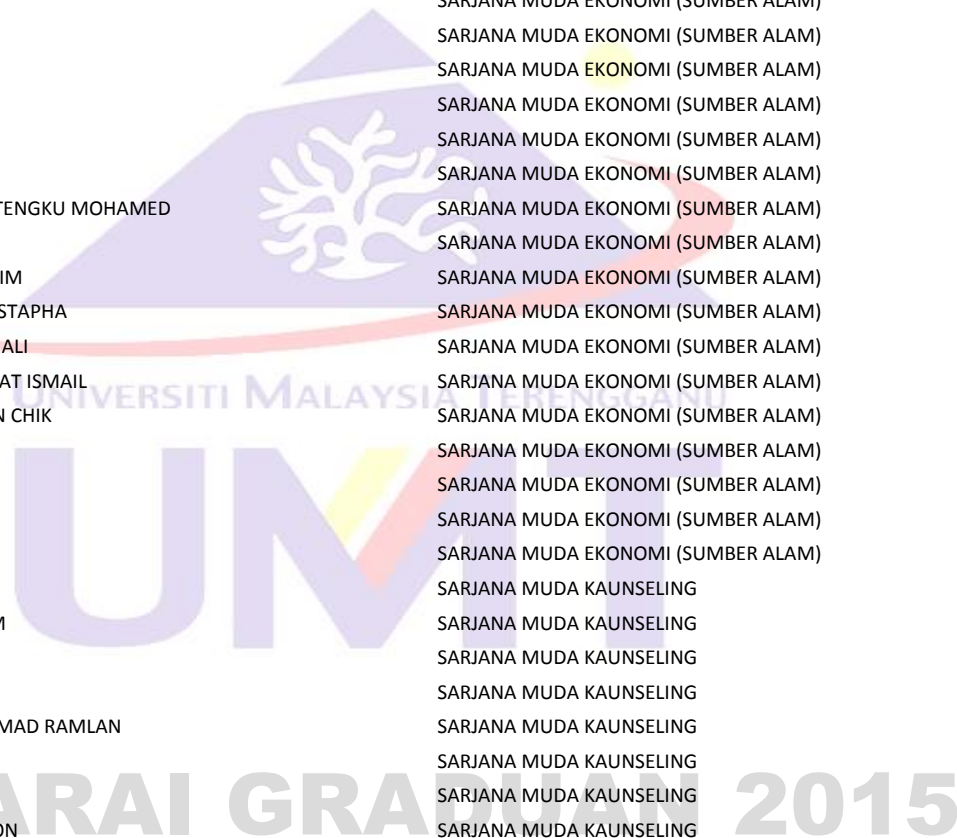 SARJANA MUDA EKONOMI (SUMBER ALAM)
SARJANA MUDA EKONOMI (SUMBER ALAM)
SARJANA MUDA EKONOMI (SUMBER ALAM)
SARJANA MUDA EKONOMI (SUMBER ALAM)
SARJANA MUDA EKONOMI (SUMBER ALAM)
SARJANA MUDA EKONOMI (SUMBER ALAM)
TENGKU MOHAMED SARJANA MUDA EKONOMI (SUMBER ALAM)
SARJANA MUDA EKONOMI (SUMBER ALAM)
IM SARJANA MUDA EKONOMI (SUMBER ALAM)
STAPHA SARJANA MUDA EKONOMI (SUMBER ALAM)
ALI SARJANA MUDA EKONOMI (SUMBER ALAM)
AT ISMAIL SARJANA MUDA EKONOMI (SUMBER ALAM)
UNIVERSITI MALAYSIA TERENGGANU
N CHIK SARJANA MUDA EKONOMI (SUMBER ALAM)
SARJANA MUDA EKONOMI (SUMBER ALAM)
SARJANA MUDA EKONOMI (SUMBER ALAM)
SARJANA MUDA EKONOMI (SUMBER ALAM)
SARJANA MUDA EKONOMI (SUMBER ALAM)
UMT
SARJANA MUDA KAUNSELING
M SARJANA MUDA KAUNSELING
SARJANA MUDA KAUNSELING
SARJANA MUDA KAUNSELING
MAD RAMLAN SARJANA MUDA KAUNSELING
SARJANA MUDA KAUNSELING
SARJANA MUDA KAUNSELING
ARAI GRADUAN 2015
ON SARJANA MUDA KAUNSELING